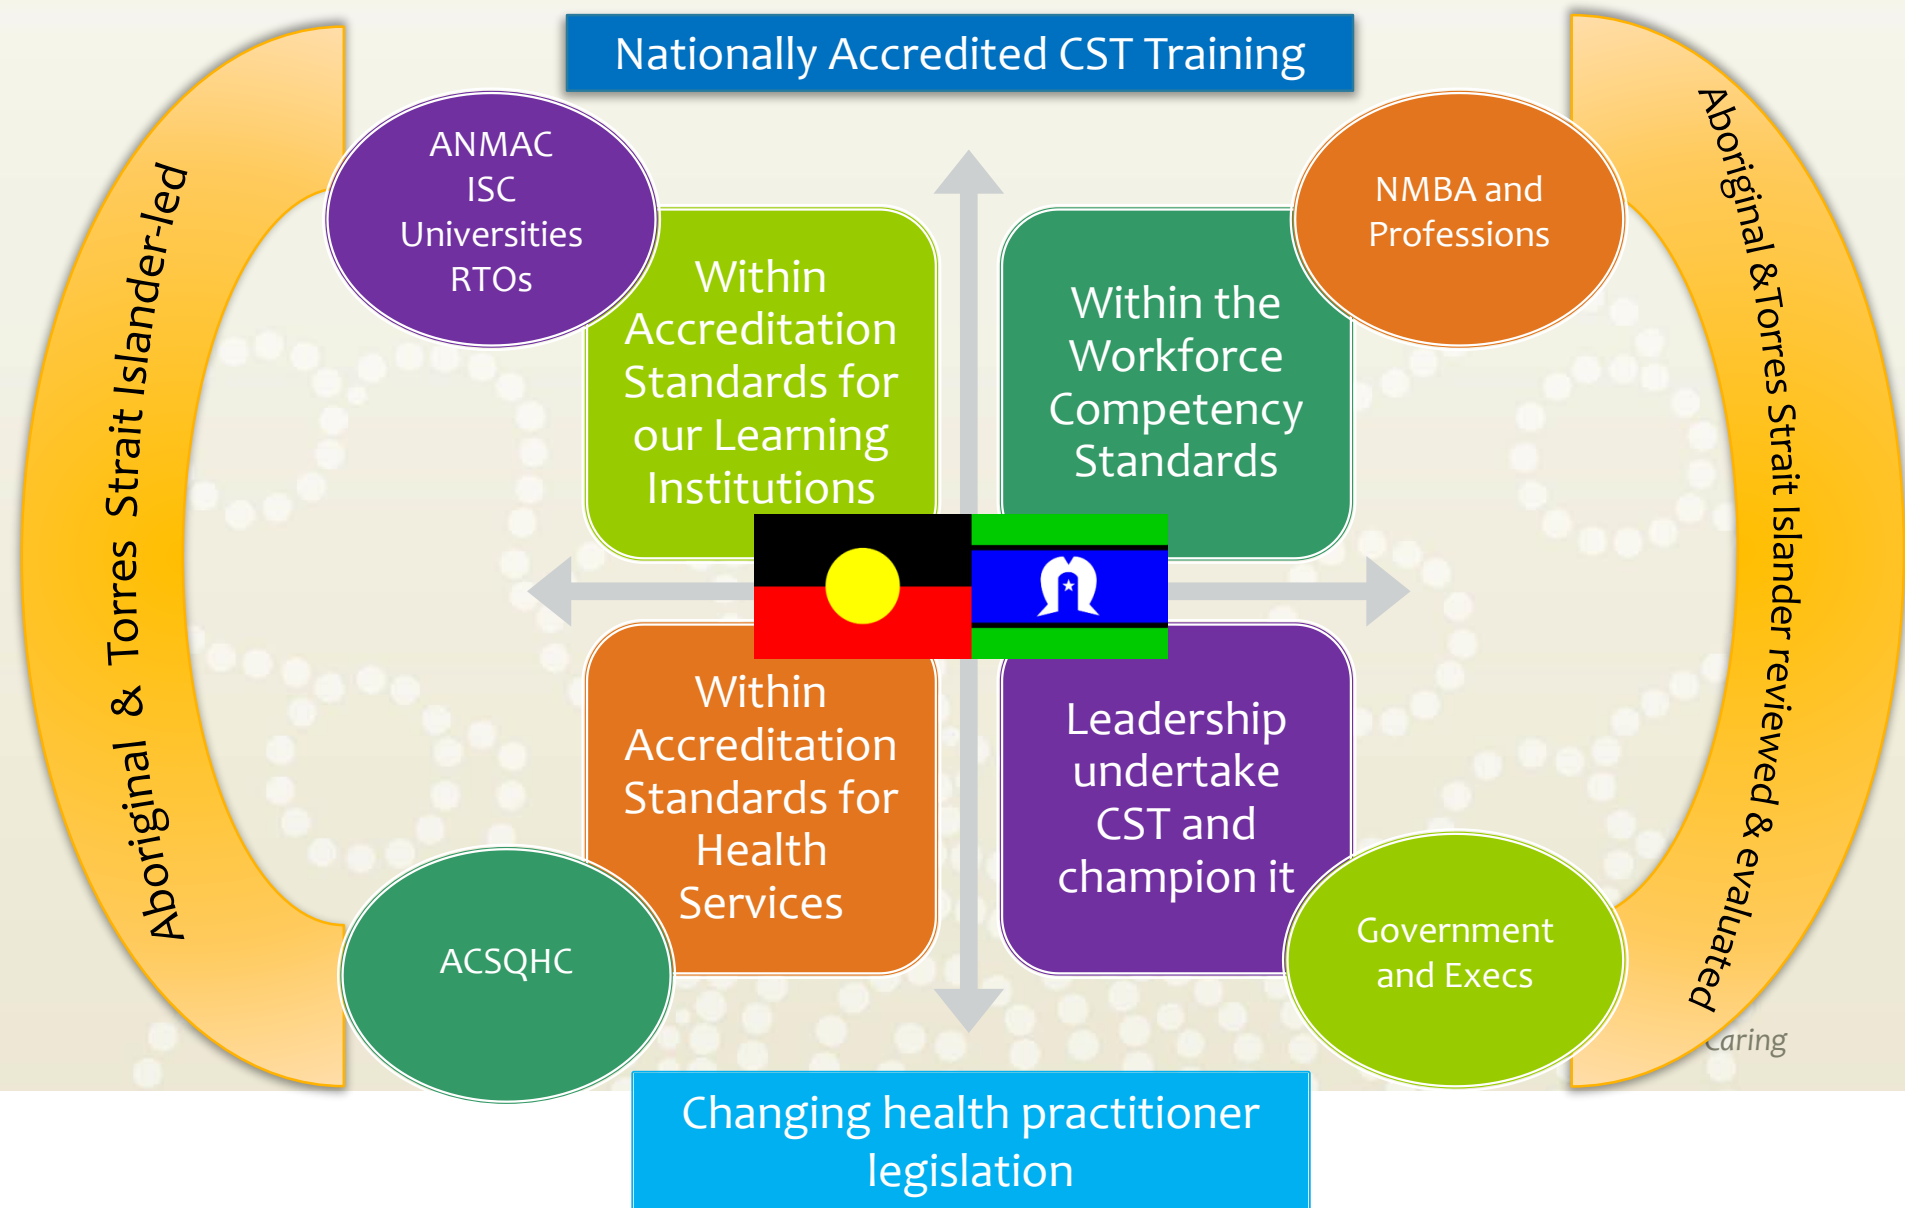 Nationally Accredited CST Training
Aboriginal & Torres Strait Islander-led
ANMAC
ISC
Universities
RTOs
Within
Accreditation
Standards for
our Learning
Institutions
Within the
Workforce
Competency
Standards
NMBA and
Professions
Aboriginal &Torres Strait Islander reviewed & evaluated
Within
Accreditation
Standards for
Health
Services
ACSQHC
Leadership
undertake
CST and
champion it
Government
and Execs
Caring
Changing health practitioner
legislation